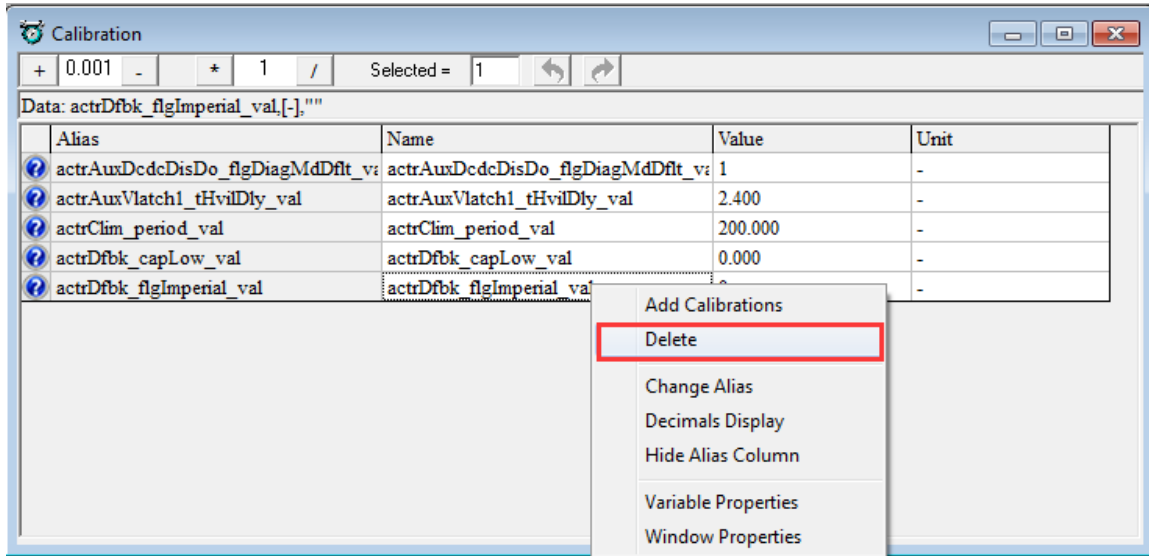 Calibration
+ 0.001 - * 1 / Selected = 1
Data: actrDfbk_flgImperial_val,[-],""
Alias Name Value Unit
actrAuxDcdcDisDo_flgDiagMdDflt_va actrAuxDcdcDisDo_flgDiagMdDflt_va 1 -
actrAuxVlatch1_tHvilDly_val actrAuxVlatch1_tHvilDly_val 2.400 -
actrClim_period_val actrClim_period_val 200.000 -
actrDfbk_capLow_val actrDfbk_capLow_val 0.000 -
actrDfbk_flgImperial_val actrDfbk_flgImperial_val -
Add Calibrations
Delete
Change Alias
Decimals Display
Hide Alias Column
Variable Properties
Window Properties